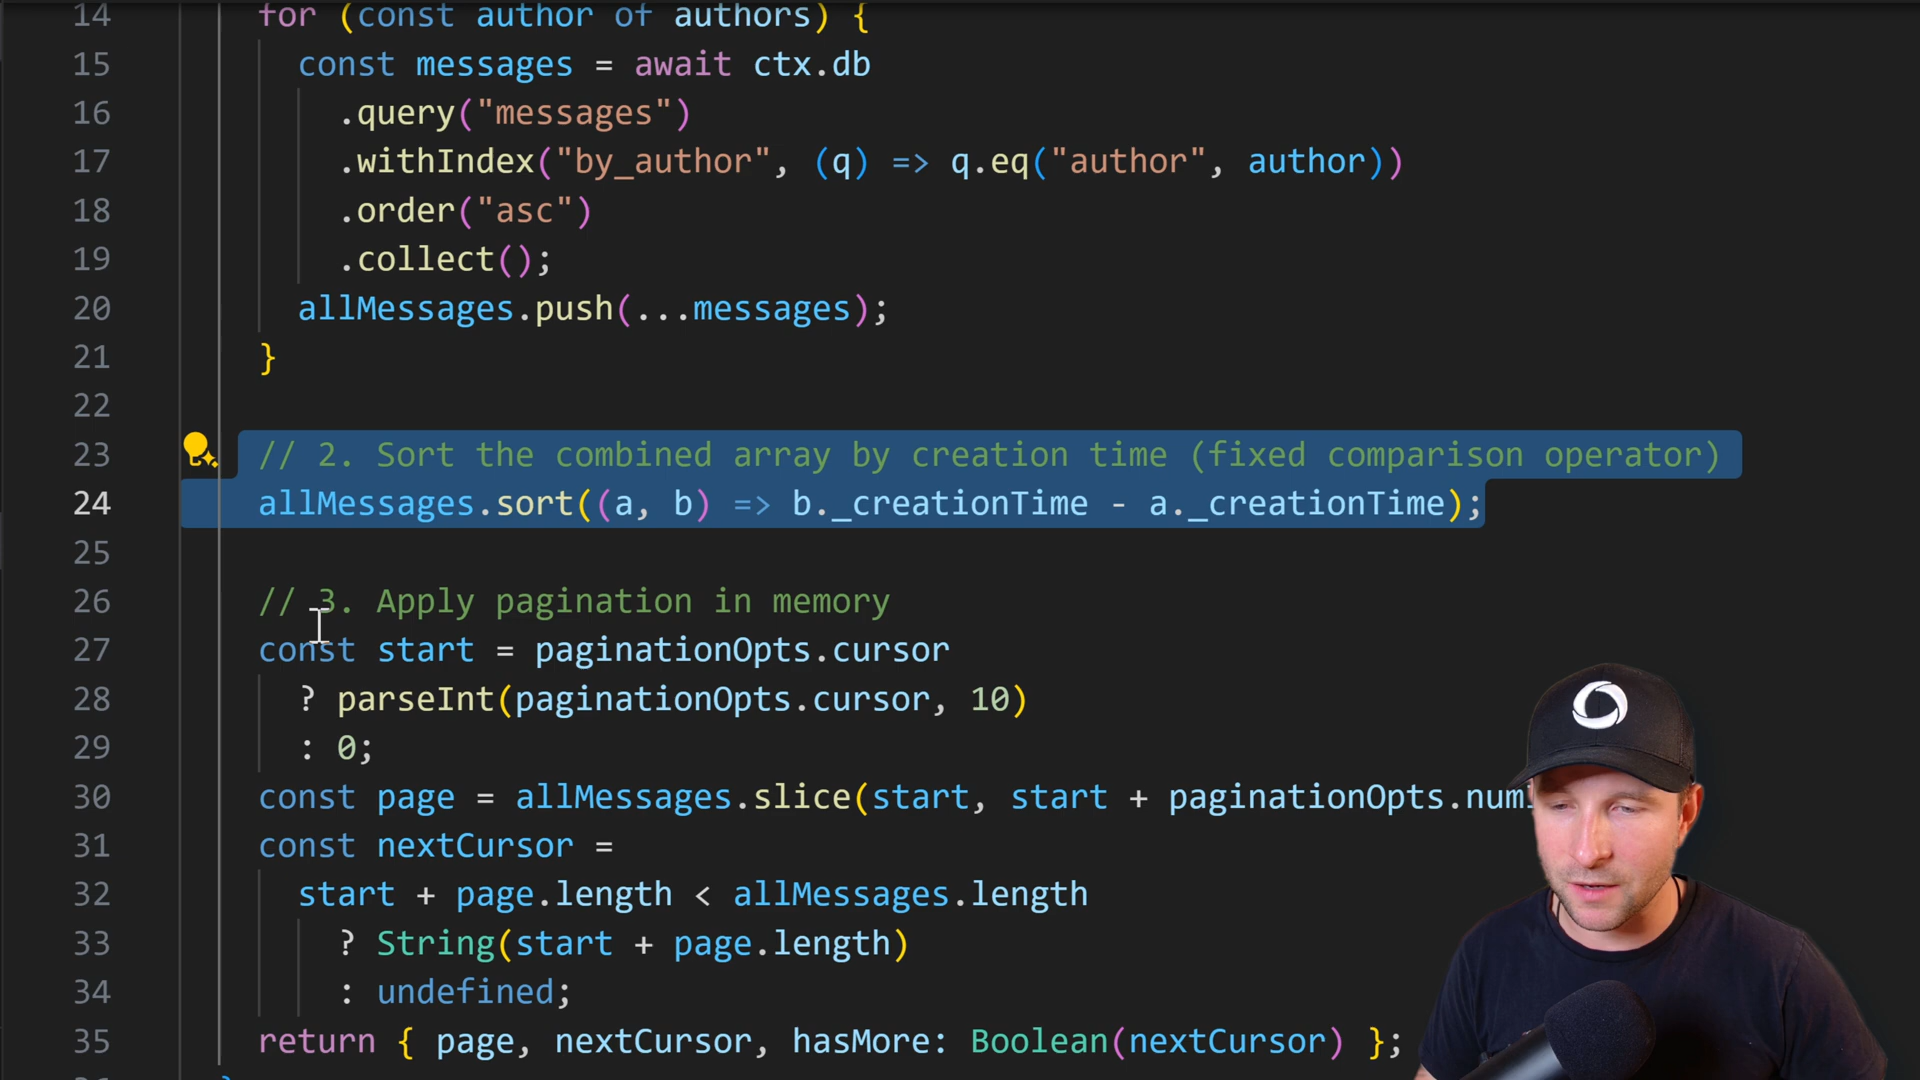 14 for (const author of authors) {
15 const messages = await ctx.db
16 .query("messages")
17 .withIndex("by_author", (q) => q.eq("author", author))
18 .order("asc")
19 .collect();
20 allMessages.push(...messages);
21 }
22
23 // 2. Sort the combined array by creation time (fixed comparison operator)
24 allMessages.sort((a, b) => b._creationTime - a._creationTime);
25
26 // 3. Apply pagination in memory
27 const start = paginationOpts.cursor
28 ? parseInt(paginationOpts.cursor, 10)
29 : 0;
30 const page = allMessages.slice(start, start + paginationOpts.num
31 const nextCursor =
32 start + page.length < allMessages.length
33 ? String(start + page.length)
34 : undefined;
35 return { page, nextCursor, hasMore: Boolean(nextCursor) };